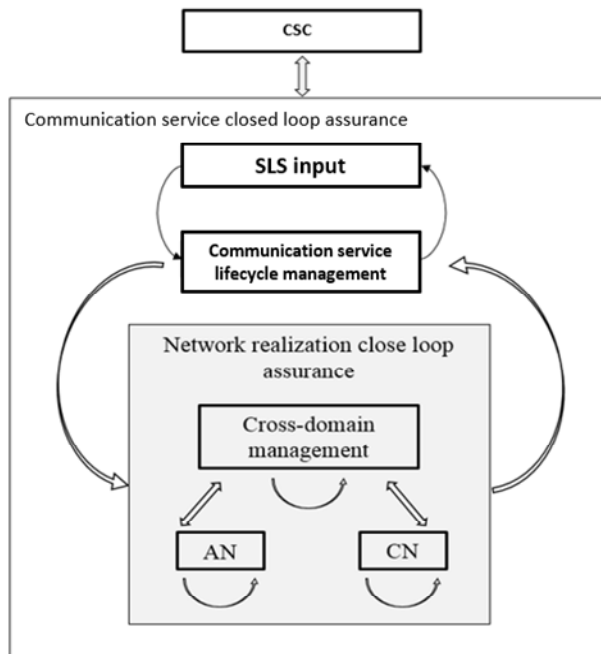 CSC
Communication service closed loop assurance
SLS input
Communication service
lifecycle management
Network realization close loop
assurance
Cross-domain
management
AN
CN